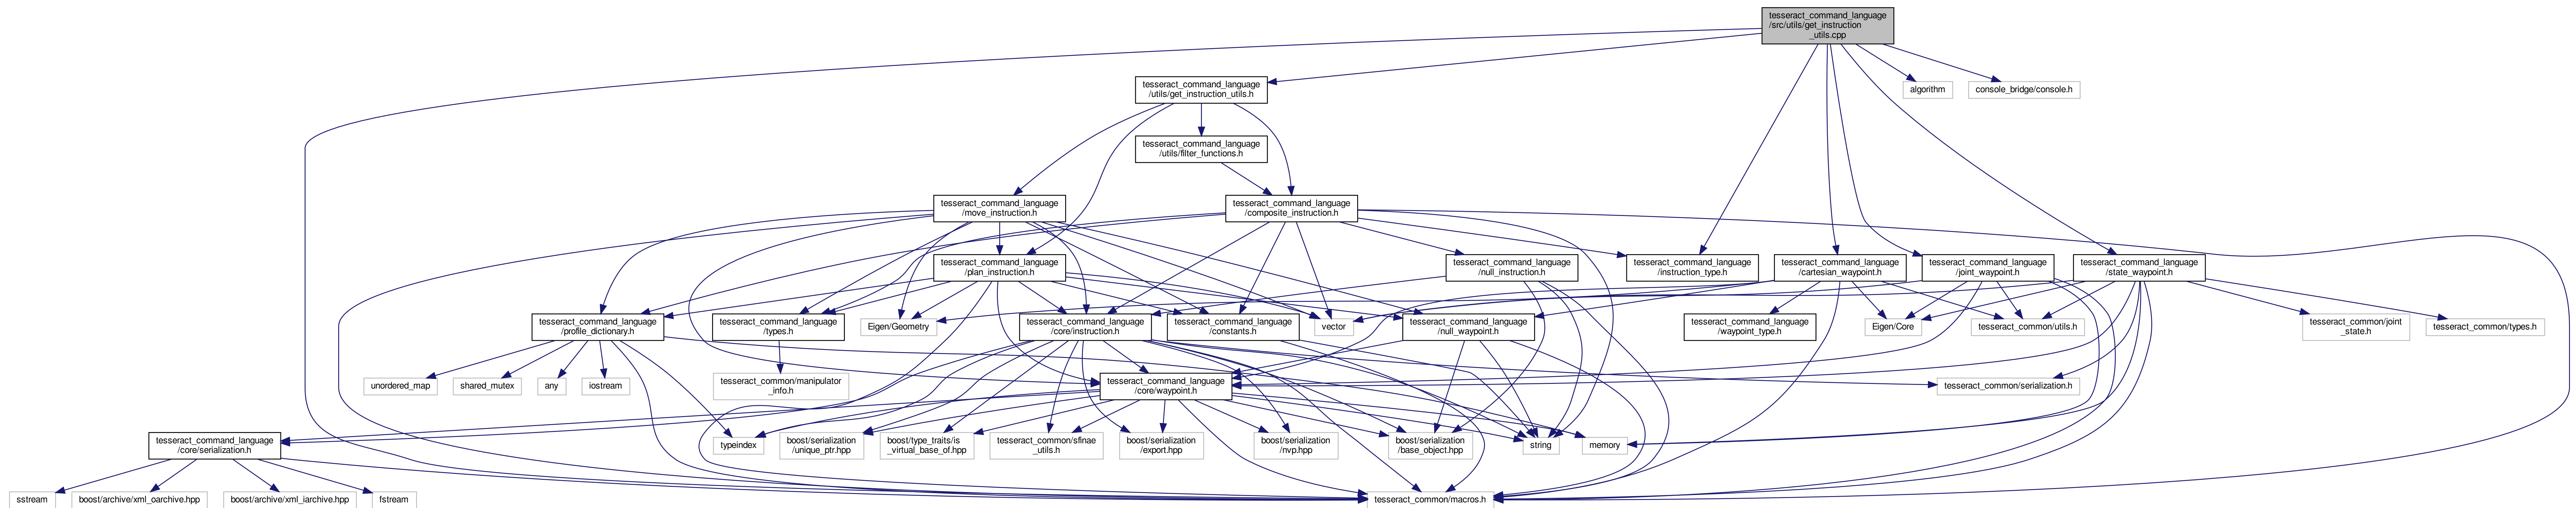 tesseract_command_language
/src/utils/get_instruction
_utils.cpp
tesseract_command_language
/utils/get_instruction_utils.h
algorithm
console_bridge/console.h
tesseract_command_language
/utils/filter_functions.h
tesseract_command_language
/move_instruction.h
tesseract_command_language
/composite_instruction.h
tesseract_command_language
/plan_instruction.h
tesseract_command_language
/null_instruction.h
tesseract_command_language
/instruction_type.h
tesseract_command_language
/cartesian_waypoint.h
tesseract_command_language
/joint_waypoint.h
tesseract_command_language
/state_waypoint.h
tesseract_command_language
/profile_dictionary.h
tesseract_command_language
/types.h
Eigen/Geometry
tesseract_command_language
/core/instruction.h
tesseract_command_language
/constants.h
vector
tesseract_command_language
/null_waypoint.h
tesseract_command_language
/waypoint_type.h
Eigen/Core
tesseract_common/utils.h
tesseract_common/joint
_state.h
tesseract_common/types.h
unordered_map
shared_mutex
any
iostream
tesseract_common/manipulator
_info.h
tesseract_command_language
/core/waypoint.h
tesseract_common/serialization.h
tesseract_command_language
/core/serialization.h
typeindex
boost/serialization
/unique_ptr.hpp
boost/type_traits/is
_virtual_base_of.hpp
tesseract_common/sfinae
_utils.h
boost/serialization
/export.hpp
boost/serialization
/nvp.hpp
boost/serialization
/base_object.hpp
string
memory
sstream
boost/archive/xml_oarchive.hpp
boost/archive/xml_iarchive.hpp
fstream
tesseract_common/macros.h